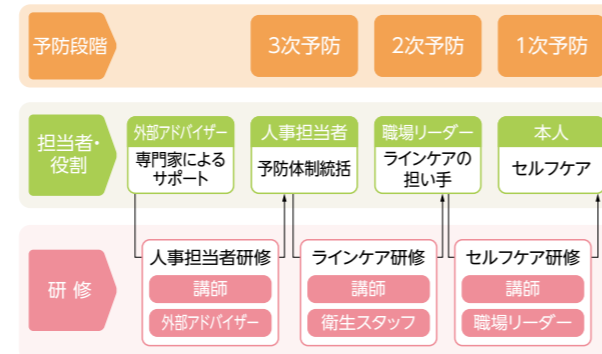 予防段階
3次予防
2次予防
1次予防
担当者・
役割
外部アドバイザー
専門家による
サポート
人事担当者
予防体制統括
職場リーダー
ラインケアの
担い手
本人
セルフケア
研修
人事担当者研修
講師
外部アドバイザー
ラインケア研修
講師
衛生スタッフ
セルフケア研修
講師
職場リーダー